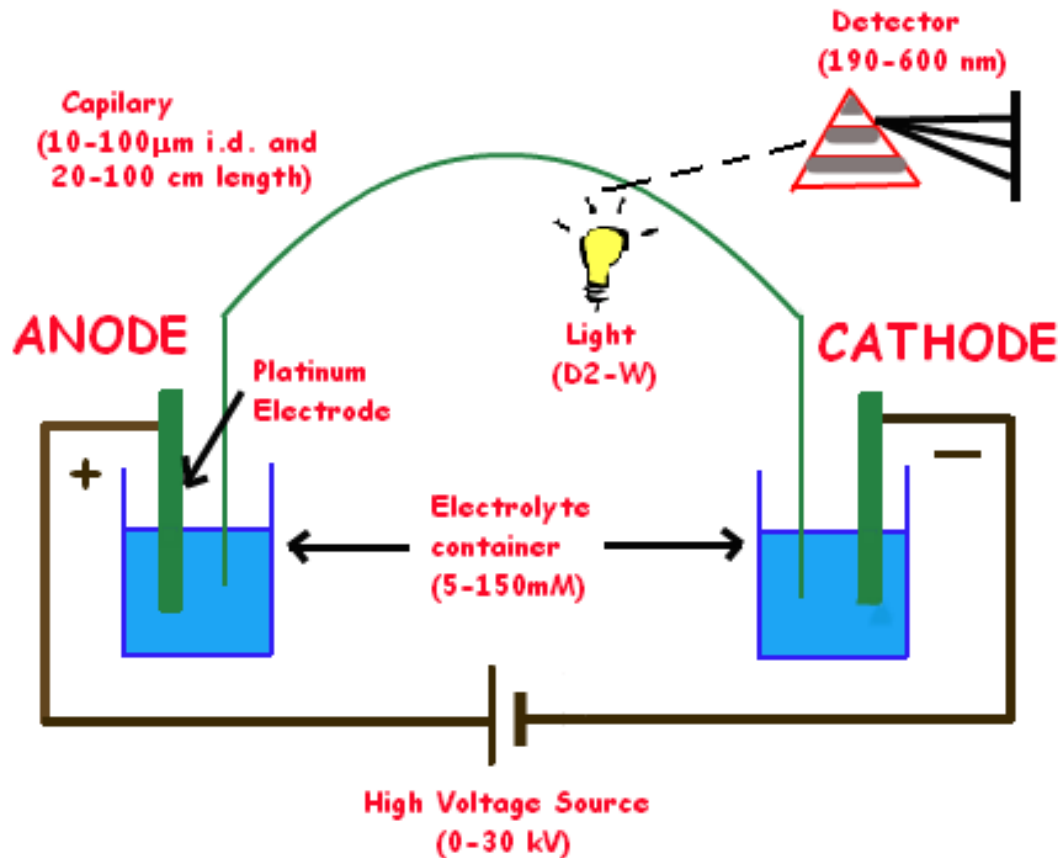 Detector
(190-600 nm)
Capilary
(10-100µm i.d. and
20-100 cm length)
ANODE
CATHODE
Light
(D2-W)
Platinum
Electrode
+
—
Electrolyte
container
(5-150mM)
High Voltage Source
(0-30 kV)